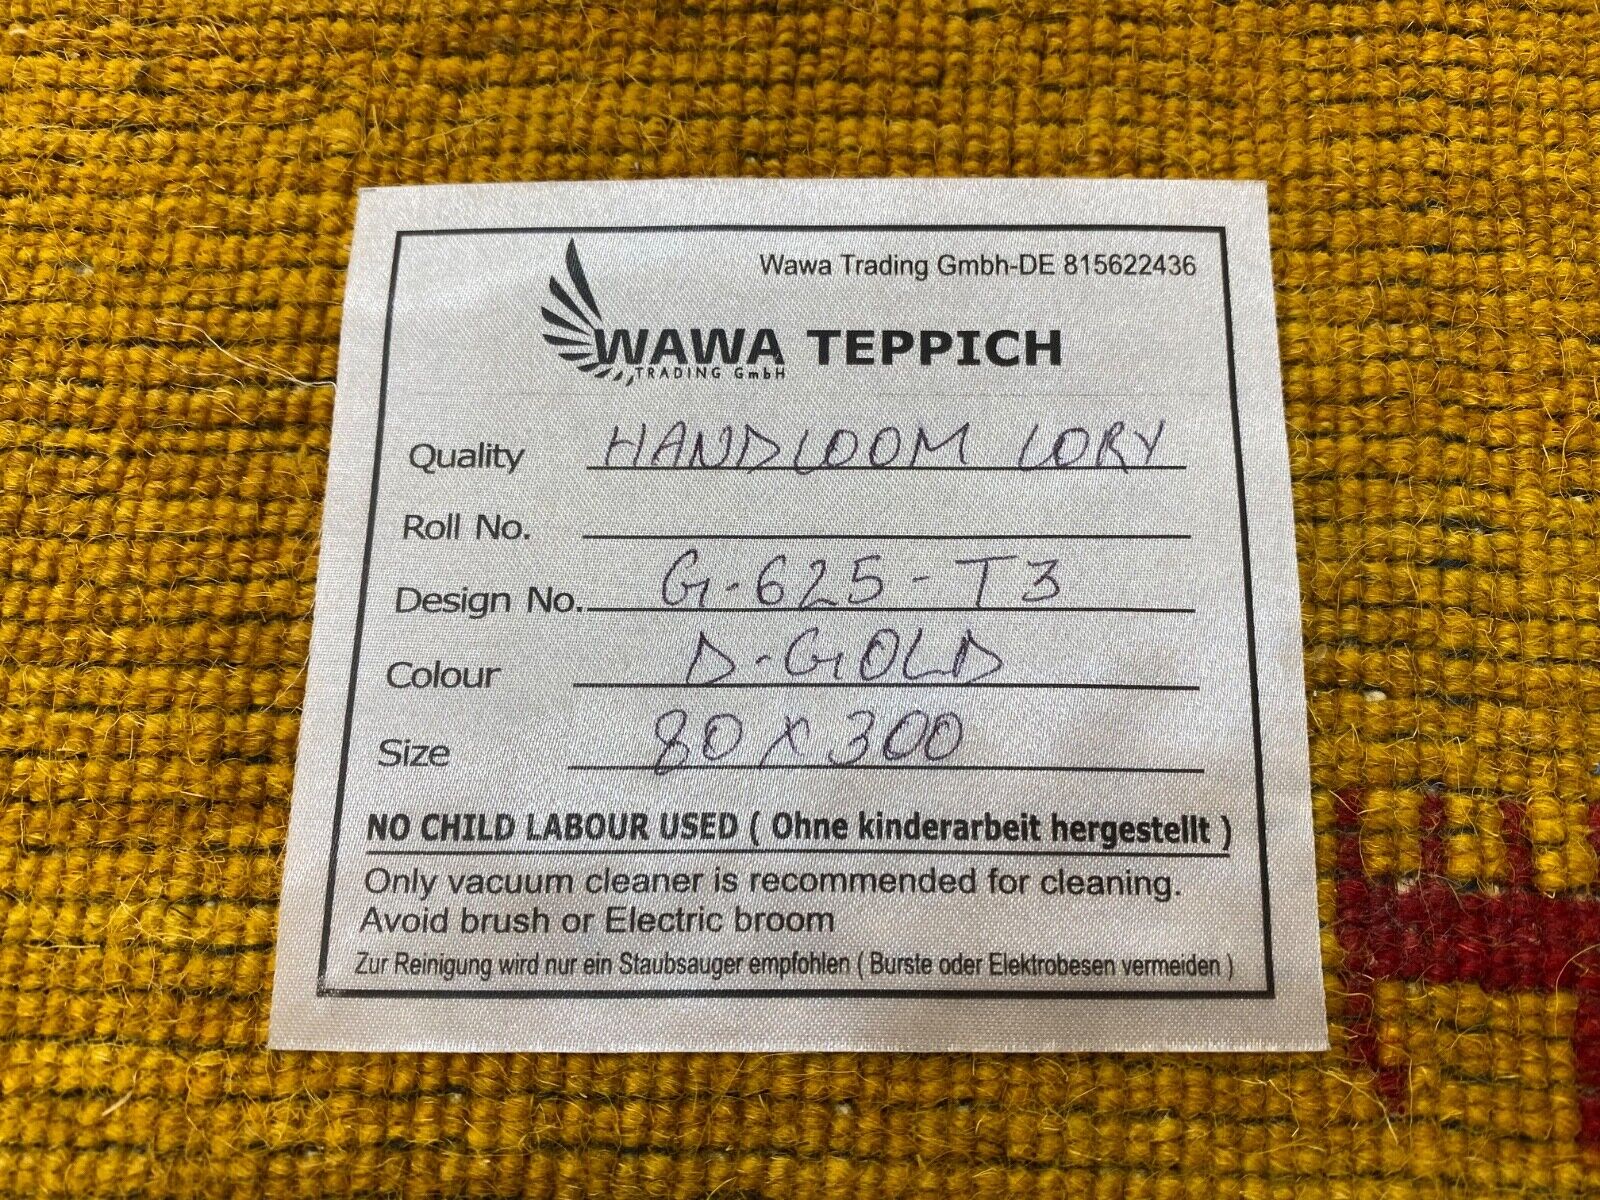 Wawa Trading Gmbh-DE 815622436
WAWA TEPPICH
TRADING GmbH
Quality HANDLOOM LORY
Roll No.
Design No. G-625-T3
Colour D-GOLD
Size 80 X 300
NO CHILD LABOUR USED ( Ohne kinderarbeit hergestellt )
Only vacuum cleaner is recommended for cleaning.
Avoid brush or Electric broom
Zur Reinigung wird nur ein Staubsauger empfohlen ( Burste oder Elektrobesen vermeiden )